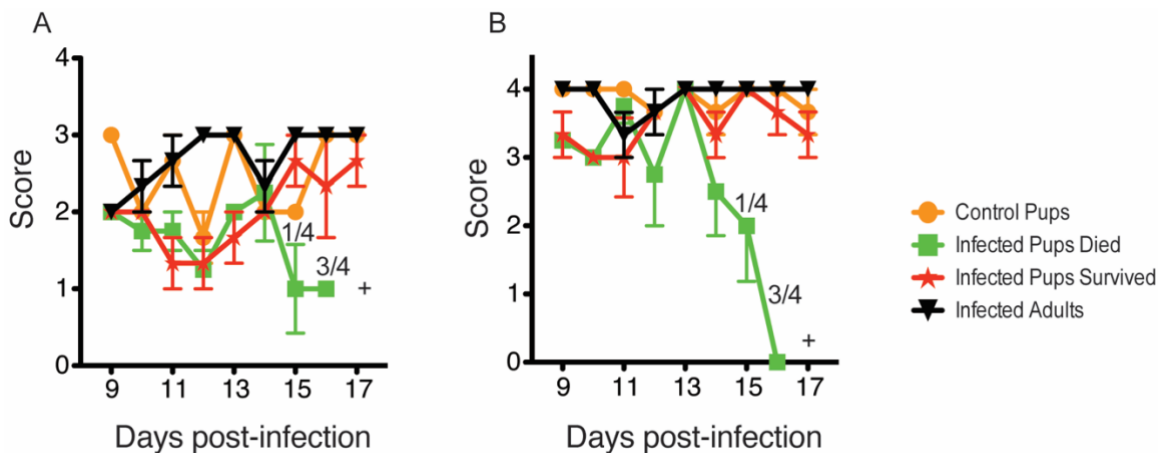 A
Score
4
3
2
1
0
1/4
3/4
+
9 11 13 15 17
Days post-infection
B
Score
4
3
2
1
0
1/4
3/4
+
9 11 13 15 17
Days post-infection
Control Pups
Infected Pups Died
Infected Pups Survived
Infected Adults